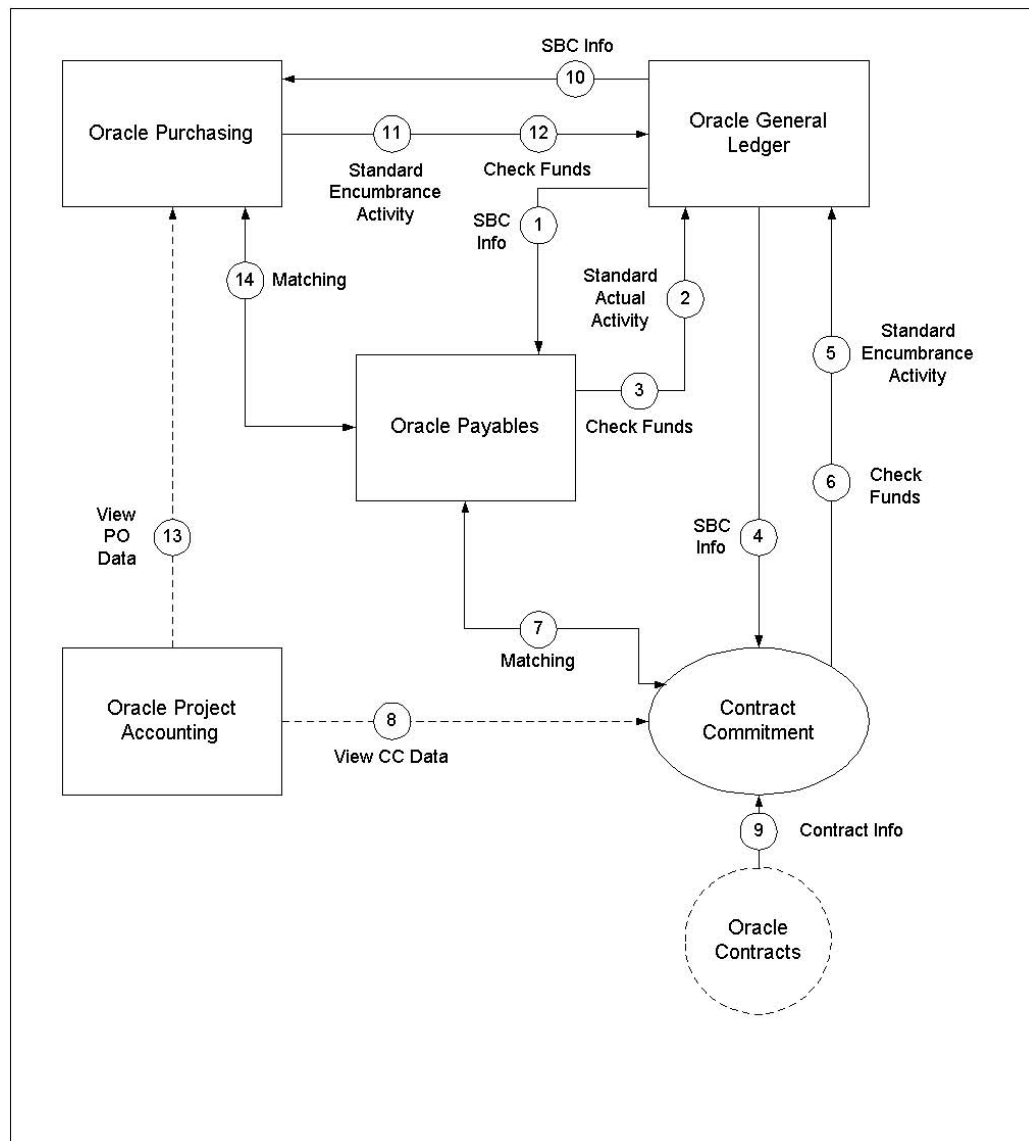 SBC Info
10
Oracle Purchasing
Oracle General
Ledger
11
12
Standard
Encumbrance
Activity
Check Funds
SBC
Info
1
14
Matching
Standard
Actual
Activity
2
5
Standard
Encumbrance
Activity
Oracle Payables
3
Check Funds
6
Check
Funds
View
PO
Data
13
SBC
Info
4
7
Matching
Oracle Project
Accounting
8
View CC Data
Contract
Commitment
9
Contract Info
Oracle
Contracts